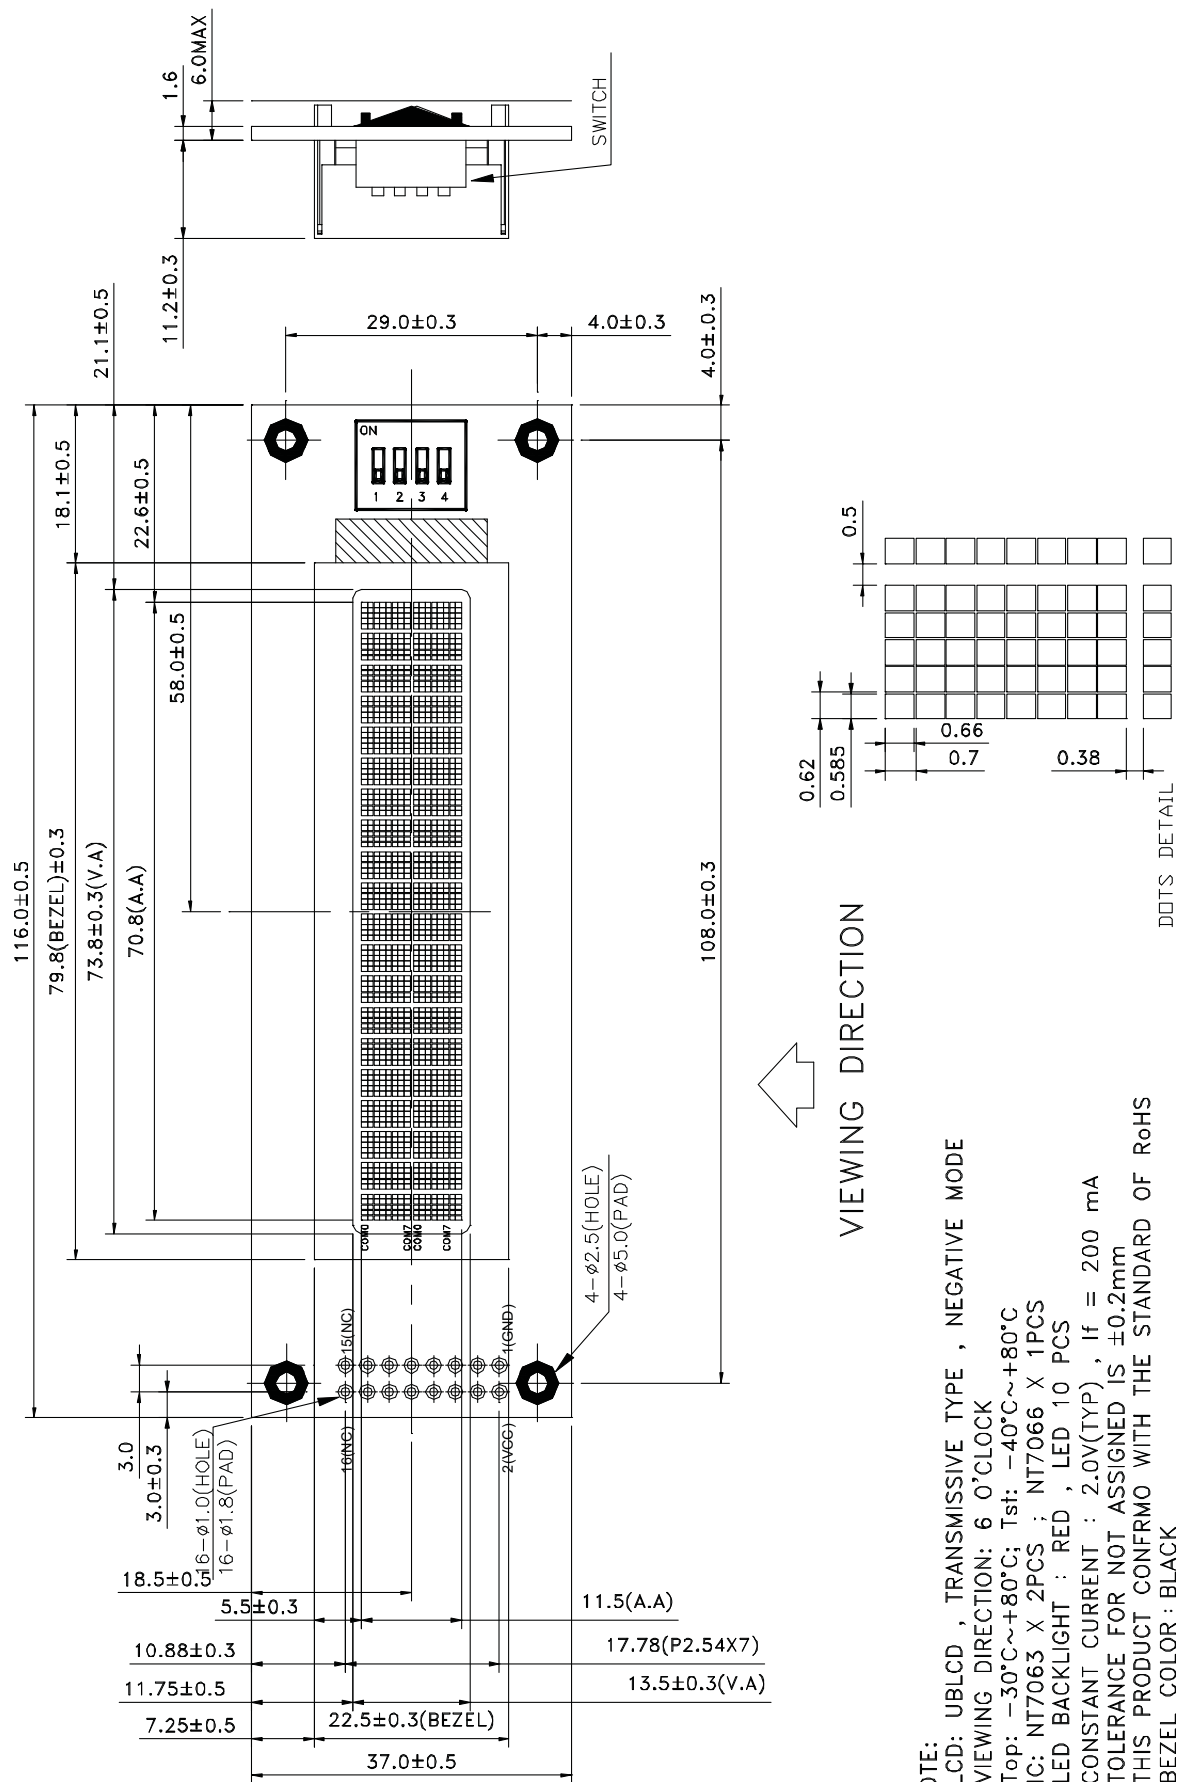 1.6
6.0MAX
11.2±0.3
SWITCH
21.1±0.5
18.1±0.5
22.6±0.5
58.0±0.5
29.0±0.3
4.0±0.3
4.0±.0.3
ON
1 2 3 4
116.0±0.5
79.8(BEZEL)±0.3
73.8±0.3(V.A)
70.8(A.A)
108.0±0.3
COM0
COM7
COM0
COM7
15(NC)
1(GND)
16(NC)
2(VCC)
4-ø2.5(HOLE)
4-ø5.0(PAD)
3.0
3.0±0.3
16-ø1.0(HOLE)
16-ø1.8(PAD)
18.5±0.5
5.5±0.3
11.5(A.A)
10.88±0.3
17.78(P2.54X7)
11.75±0.5
13.5±0.3(V.A)
7.25±0.5
22.5±0.3(BEZEL)
37.0±0.5
0.5
0.62
0.585
0.66
0.7
0.38
DOTS DETAIL
VIEWING DIRECTION
OTE:
LCD: UBLCD , TRANSMISSIVE TYPE , NEGATIVE MODE
VIEWING DIRECTION: 6 O'CLOCK
Top: -30°C~+80°C; Tst: -40°C~+80°C
IC: NT7063 X 2PCS ; NT7066 X 1PCS
LED BACKLIGHT : RED , LED 10 PCS
CONSTANT CURRENT : 2.0V(TYP) , If = 200 mA
TOLERANCE FOR NOT ASSIGNED IS ±0.2mm
THIS PRODUCT CONFRMO WITH THE STANDARD OF RoHS
BEZEL COLOR: BLACK